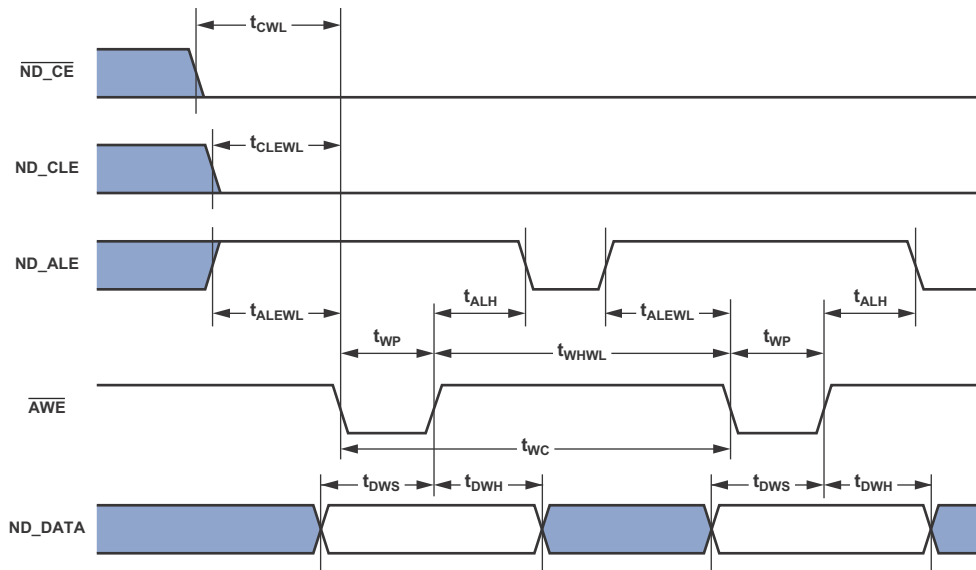 tCWL
ND_CE
tCLEWL
ND_CLE
ND_ALE
tALEWL
tALH
tALEWL
tALH
tWP
tWHWL
tWP
AWE
tWC
tDWS
tDWH
tDWS
tDWH
ND_DATA